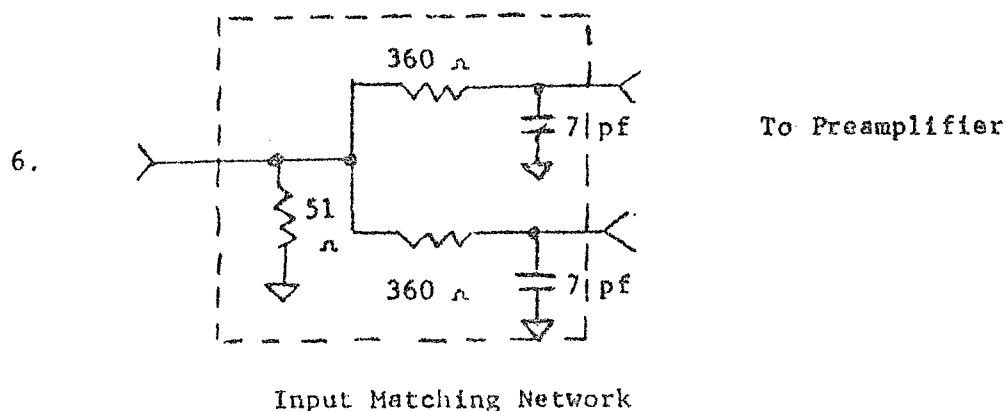 360 Ω
7 pf
To Preamplifier
6.
51
Ω
7 pf
360 Ω
Input Matching Network